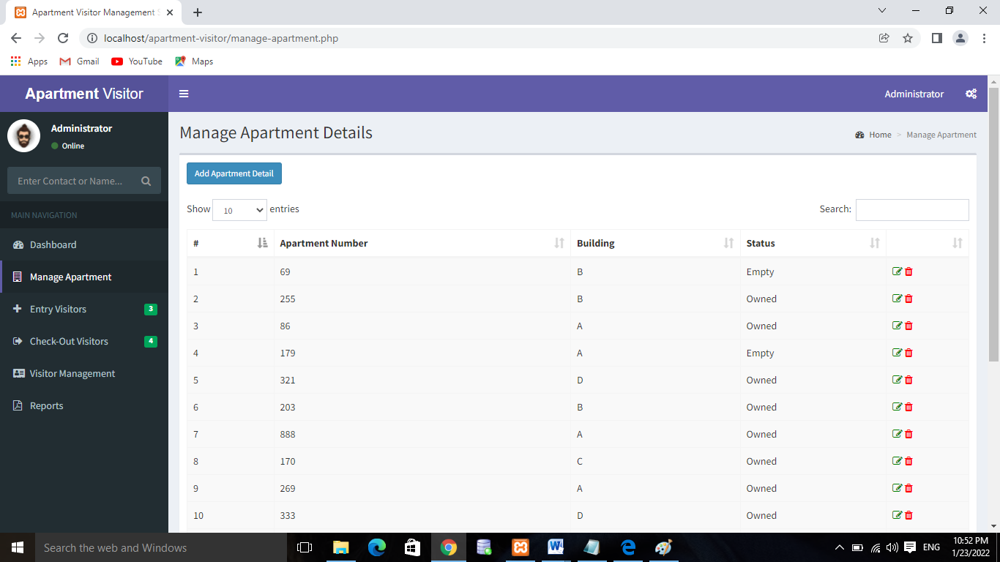 Apartment Visitor Management S
localhost/apartment-visitor/manage-apartment.php
Apps Gmail YouTube Maps
Apartment Visitor
Administrator
Administrator
Online
Enter Contact or Name...
MAIN NAVIGATION
Dashboard
Manage Apartment
Entry Visitors 3
Check-Out Visitors 4
Visitor Management
Reports
Manage Apartment Details
Home > Manage Apartment
Add Apartment Detail
Show 10 entries
Search:
# Apartment Number Building Status
1 69 B Empty
2 255 B Owned
3 86 A Owned
4 179 A Empty
5 321 D Owned
6 203 B Owned
7 888 A Owned
8 170 C Owned
9 269 A Owned
10 333 D Owned
Search the web and Windows
ENG
10:52 PM
1/23/2022